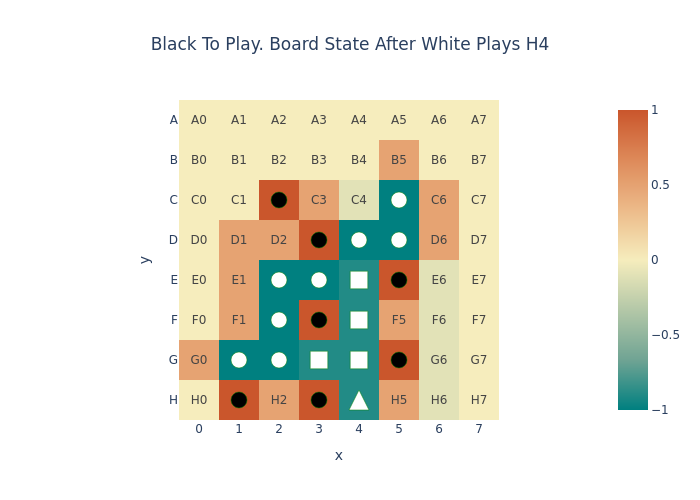 Black To Play. Board State After White Plays H4
A A0 A1 A2 A3 A4 A5 A6 A7
B B0 B1 B2 B3 B4 B5 B6 B7
C C0 C1 C3 C4 C6 C7
D D0 D1 D2 D6 D7
E E0 E1 E6 E7
F F0 F1 F5 F6 F7
G G0 G6 G7
H H0 H2 H5 H6 H7
0 1 2 3 4 5 6 7
x
y
1
0.5
0
−0.5
−1